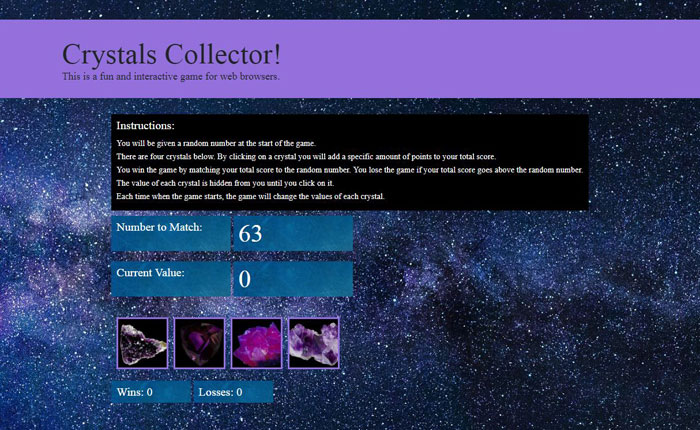 Crystals Collector!
This is a fun and interactive game for web browsers.
Instructions:
You will be given a random number at the start of the game.
There are four crystals below. By clicking on a crystal you will add a specific amount of points to your total score.
You win the game by matching your total score to the random number. You lose the game if your total score goes above the random number.
The value of each crystal is hidden from you until you click on it.
Each time when the game starts, the game will change the values of each crystal.
Number to Match: 63
Current Value: 0
Wins: 0 Losses: 0